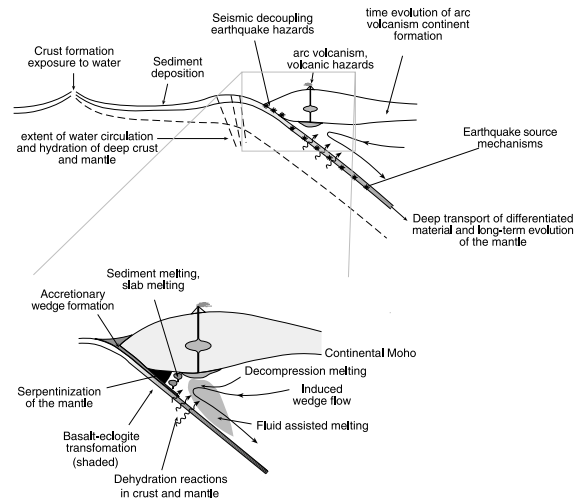 Seismic decoupling
earthquake hazards
time evolution of arc
volcanism continent
formation
Crust formation
exposure to water
Sediment
deposition
arc volcanism,
volcanic hazards
extent of water circulation
and hydration of deep crust
and mantle
Earthquake source
mechanisms
Deep transport of differentiated
material and long-term evolution
of the mantle
Sediment melting,
slab melting
Accretionary
wedge formation
Continental Moho
Decompression melting
Serpentinization
of the mantle
Induced
wedge flow
Fluid assisted melting
Basalt-eclogite
transfomation
(shaded)
Dehydration reactions
in crust and mantle